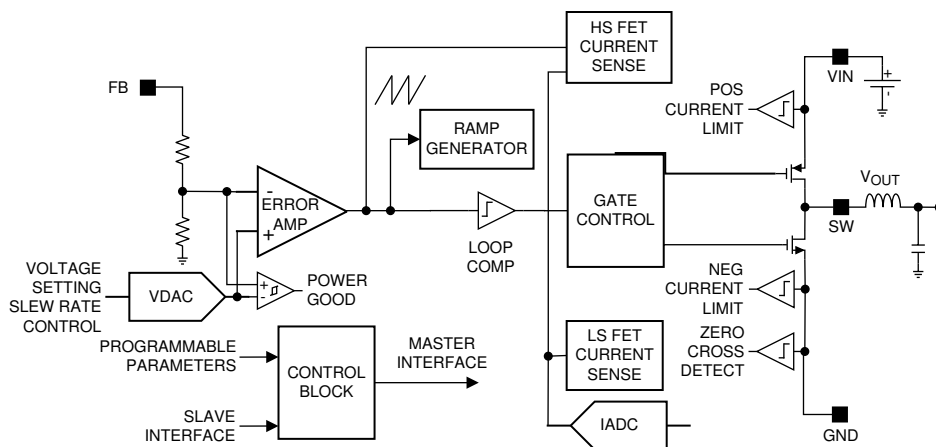 HS FET
CURRENT
SENSE
FB
VIN
+
-
POS
CURRENT
LIMIT
RAMP
GENERATOR
-
ERROR
AMP
+
GATE
CONTROL
VOUT
SW
LOOP
COMP
VOLTAGE
SETTING
SLEW RATE
CONTROL
VDAC
+
-
POWER
GOOD
NEG
CURRENT
LIMIT
PROGRAMMABLE
PARAMETERS
CONTROL
BLOCK
MASTER
INTERFACE
LS FET
CURRENT
SENSE
ZERO
CROSS
DETECT
SLAVE
INTERFACE
IADC
GND